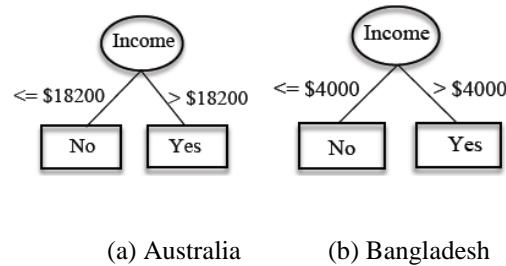 Income Income
<= $18200 > $18200 <= $4000 > $4000
No Yes No Yes
(a) Australia (b) Bangladesh